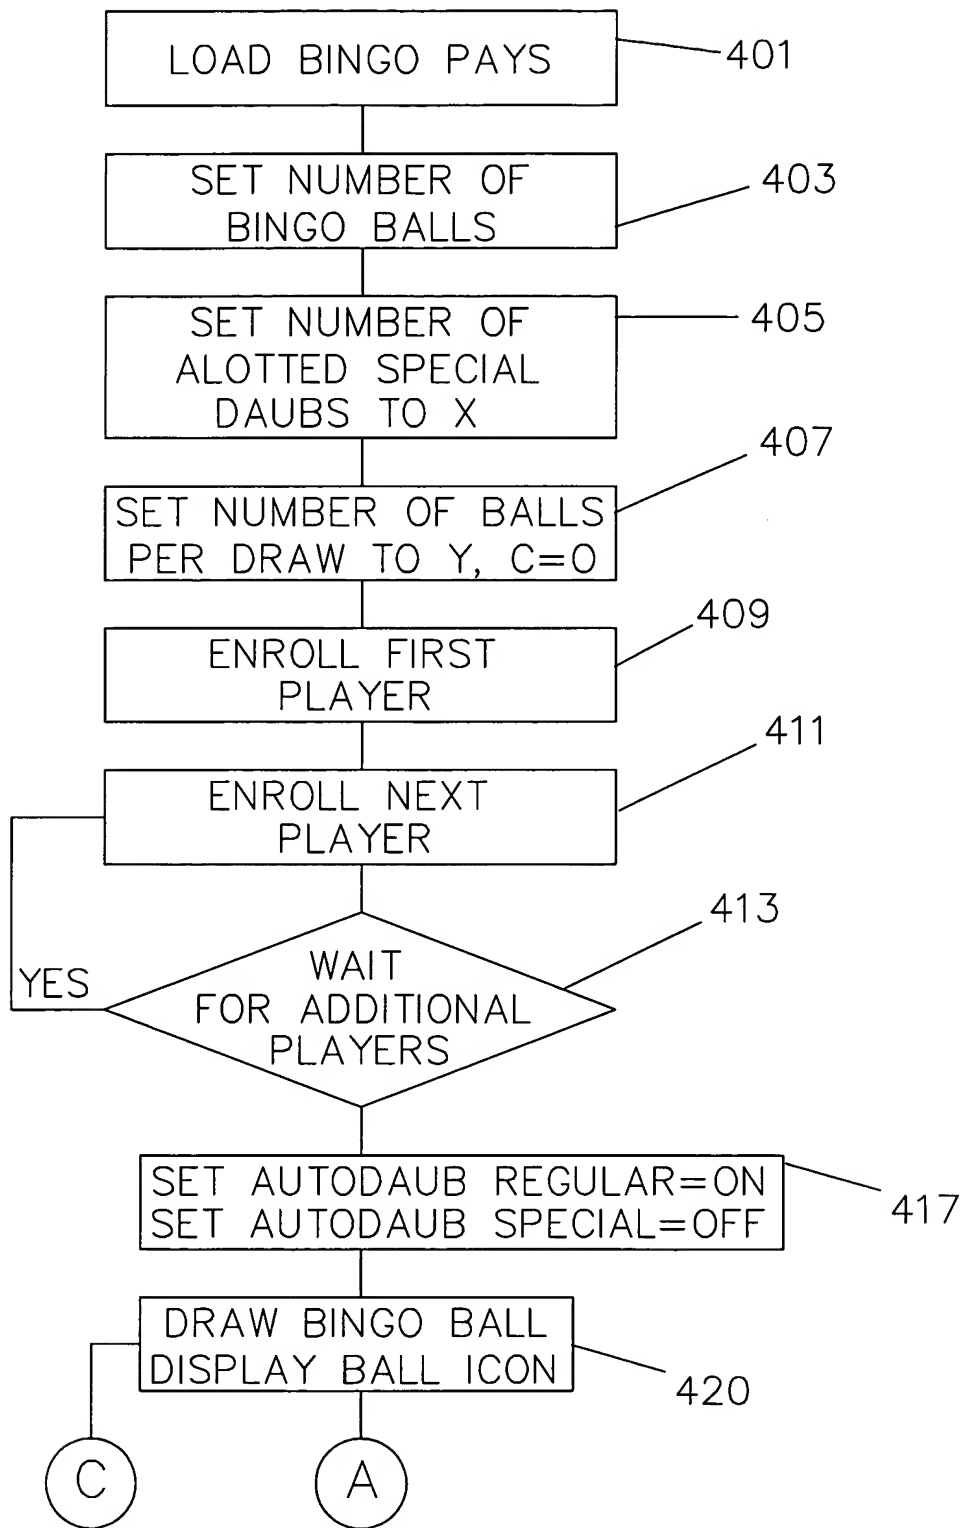 LOAD BINGO PAYS
401
SET NUMBER OF
BINGO BALLS
403
SET NUMBER OF
ALOTTED SPECIAL
DAUBS TO X
405
SET NUMBER OF BALLS
PER DRAW TO Y, C=0
407
ENROLL FIRST
PLAYER
409
ENROLL NEXT
PLAYER
411
WAIT
FOR ADDITIONAL
PLAYERS
413
YES
SET AUTODAUB REGULAR=ON
SET AUTODAUB SPECIAL=OFF
417
DRAW BINGO BALL
DISPLAY BALL ICON
420
C
A